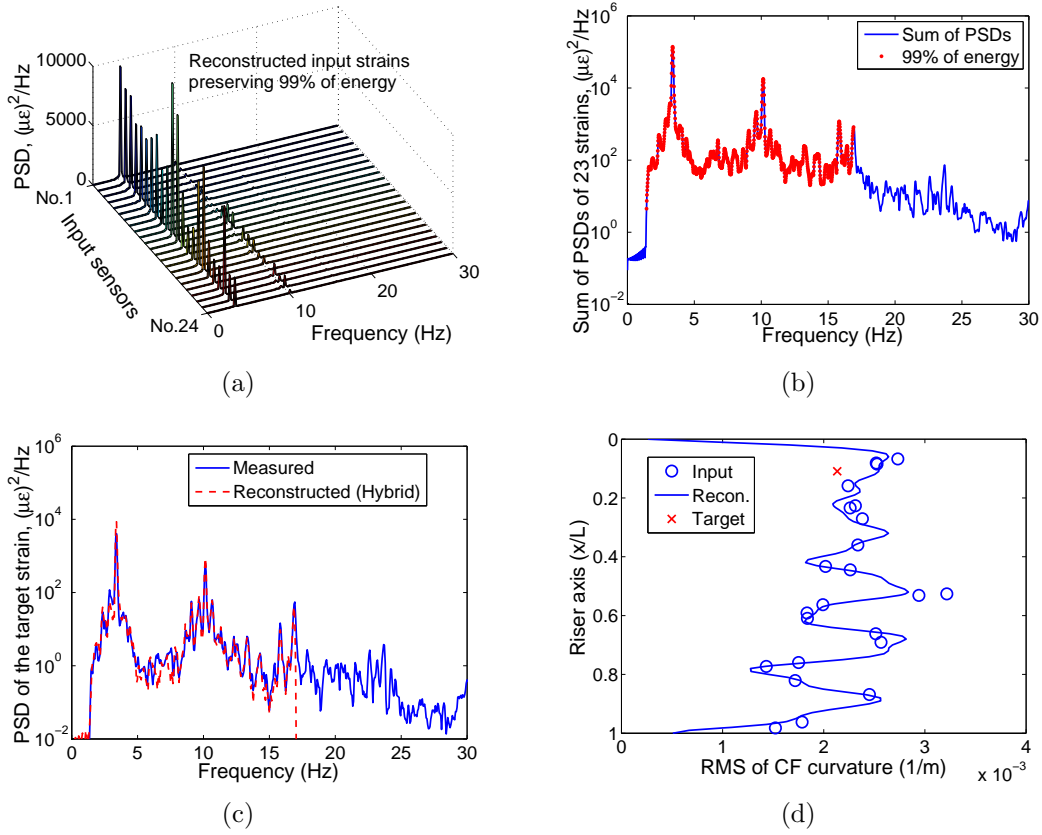 10000
5000
0
PSD, (µε)²/Hz
Reconstructed input strains
preserving 99% of energy
No.1
Input sensors
No.24
0
10
20
30
Frequency (Hz)
(a)
10⁶
10⁴
10²
10⁰
10⁻²
Sum of PSDs of 23 strains, (µε)²/Hz
Sum of PSDs
99% of energy
0 5 10 15 20 25 30
Frequency (Hz)
(b)
10⁶
10⁴
10²
10⁰
10⁻²
PSD of the target strain, (µε)²/Hz
Measured
Reconstructed (Hybrid)
0 5 10 15 20 25 30
Frequency (Hz)
(c)
0
0.2
0.4
0.6
0.8
1
Riser axis (x/L)
Input
Recon.
Target
0 1 2 3 4
RMS of CF curvature (1/m)
x 10⁻³
(d)